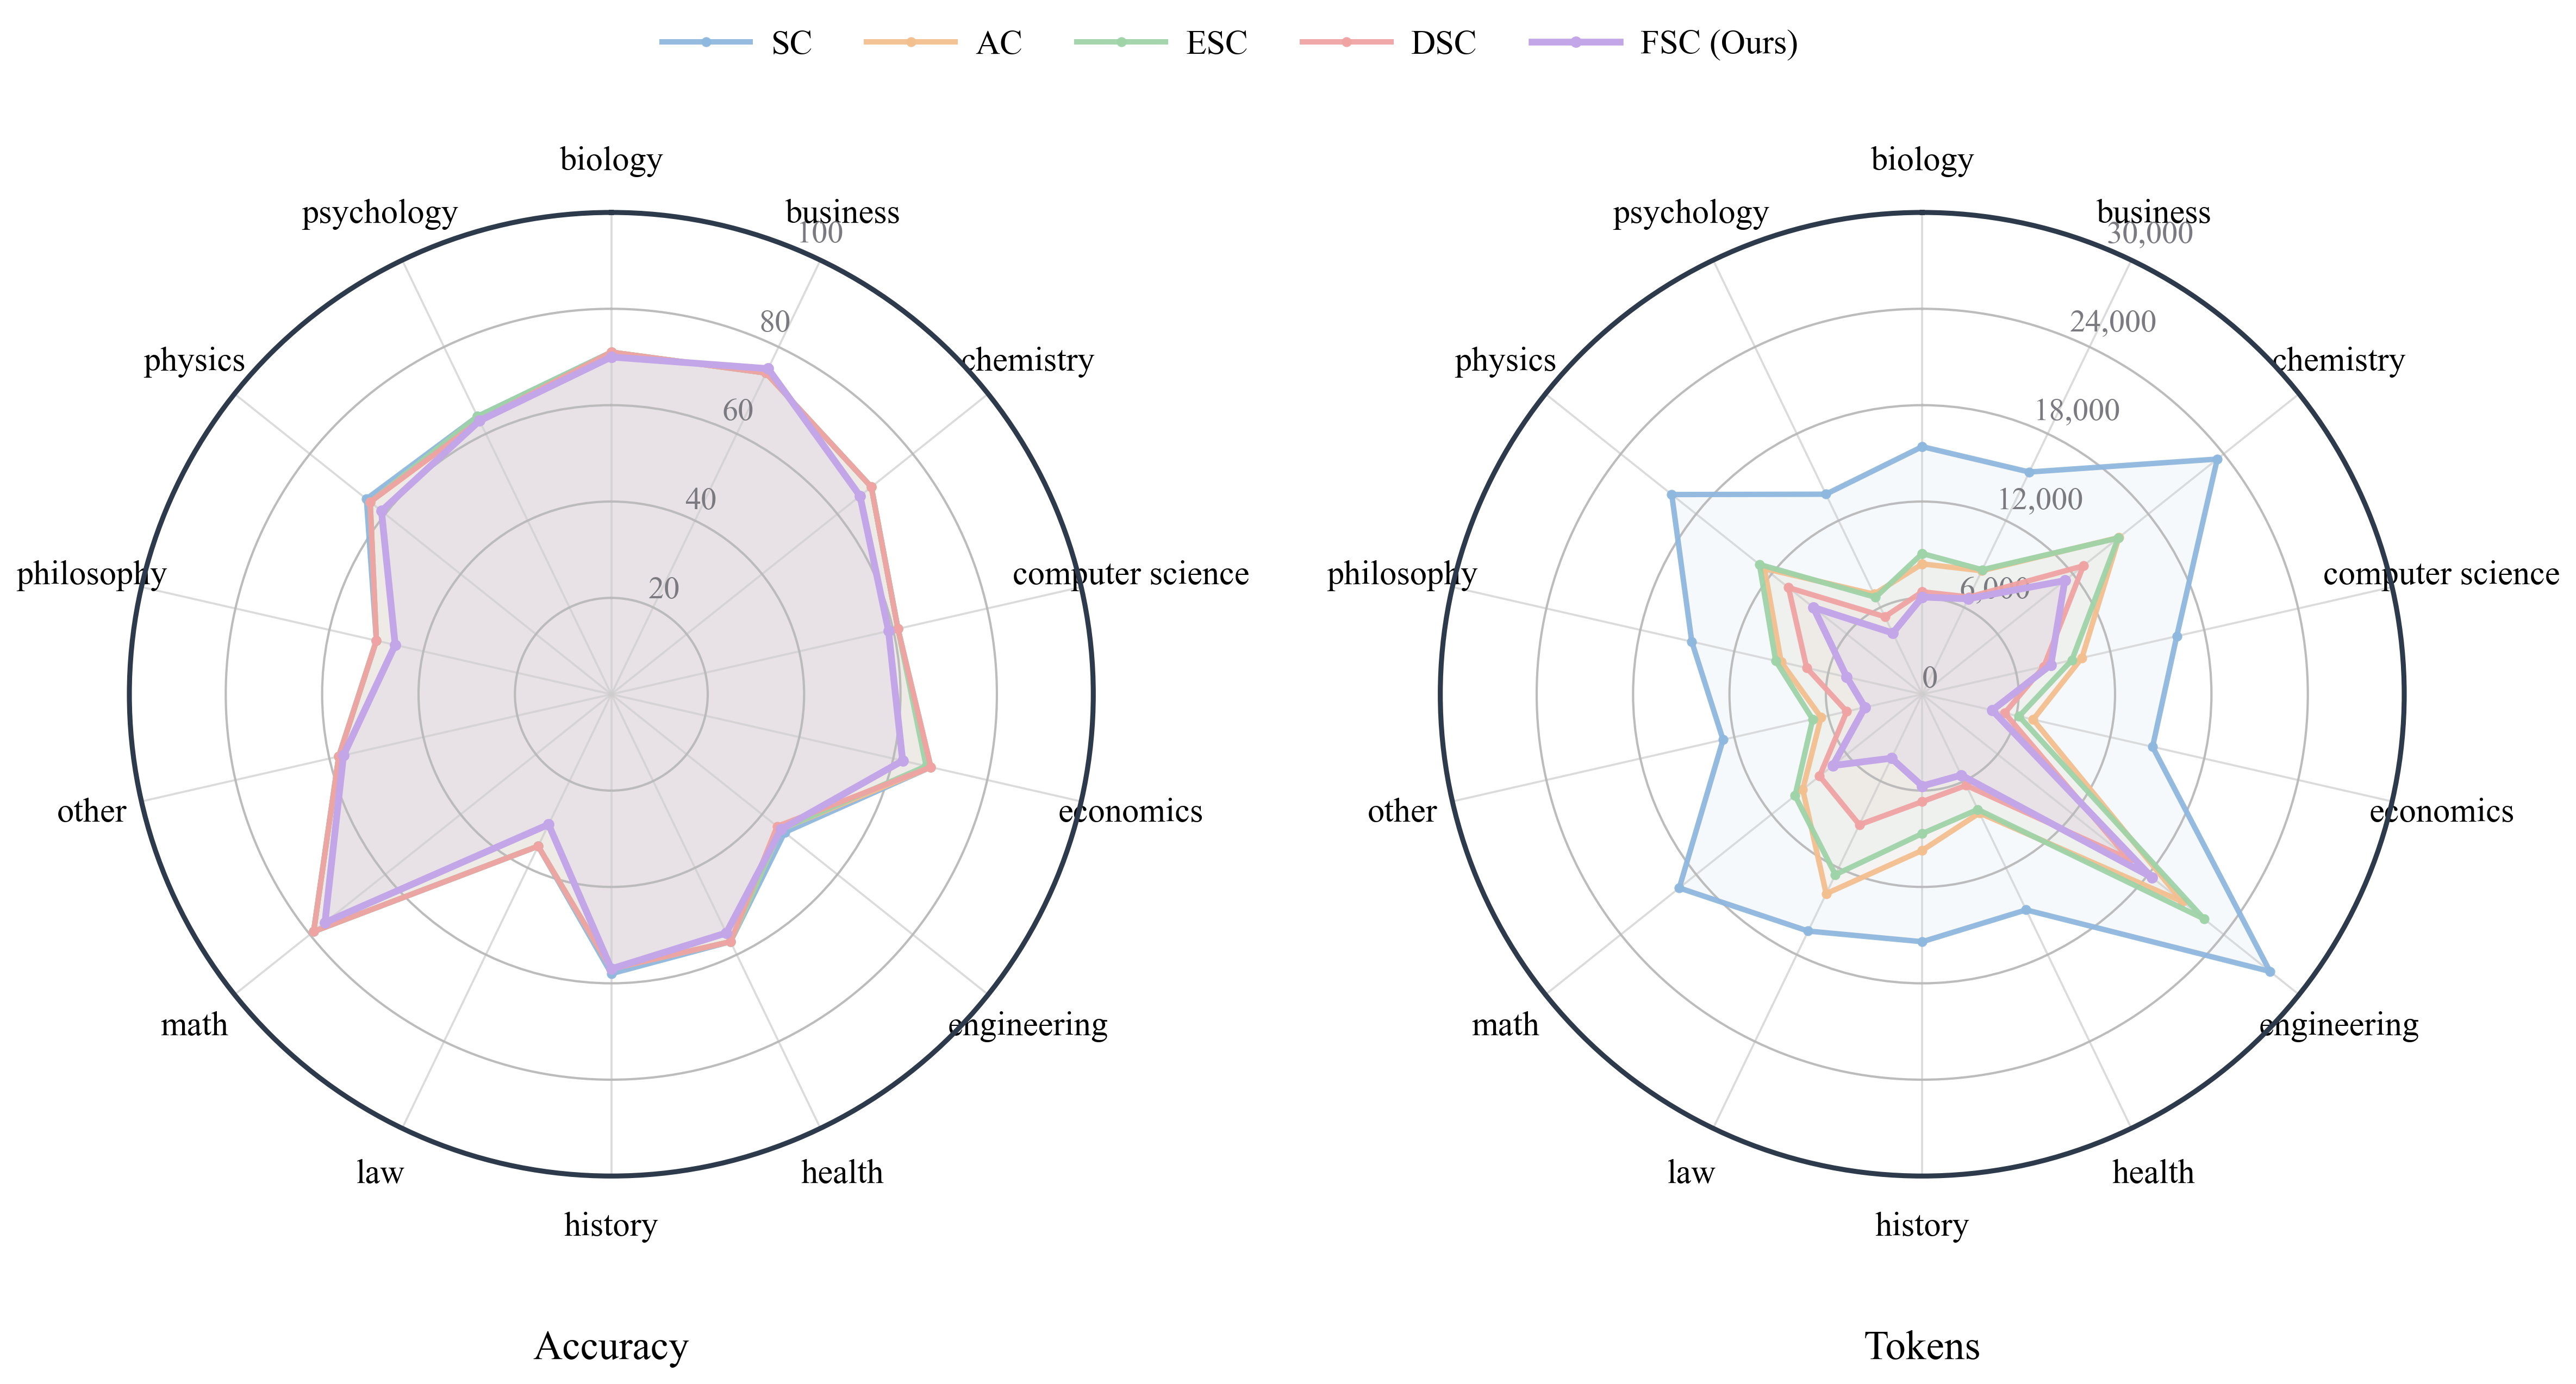 SC AC ESC DSC FSC (Ours)
biology
business
chemistry
computer science
economics
engineering
health
history
law
math
other
philosophy
physics
psychology
100
80
60
40
20
Accuracy
biology
business
chemistry
computer science
economics
engineering
health
history
law
math
other
philosophy
physics
psychology
30,000
24,000
18,000
12,000
6,000
0
Tokens